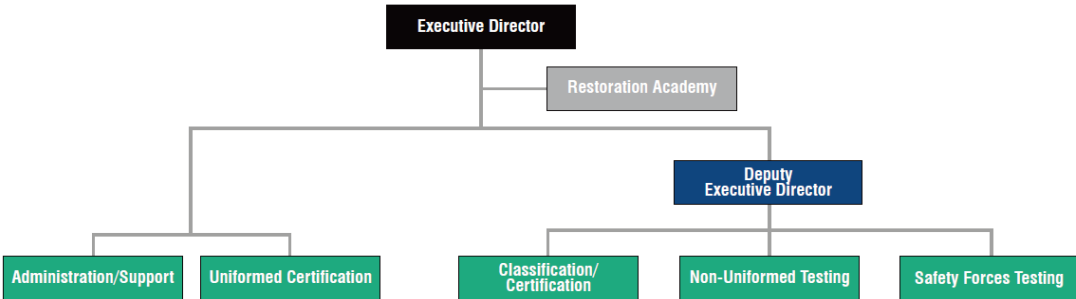 Executive Director
Restoration Academy
Deputy
Executive Director
Administration/Support
Uniformed Certification
Classification/
Certification
Non-Uniformed Testing
Safety Forces Testing